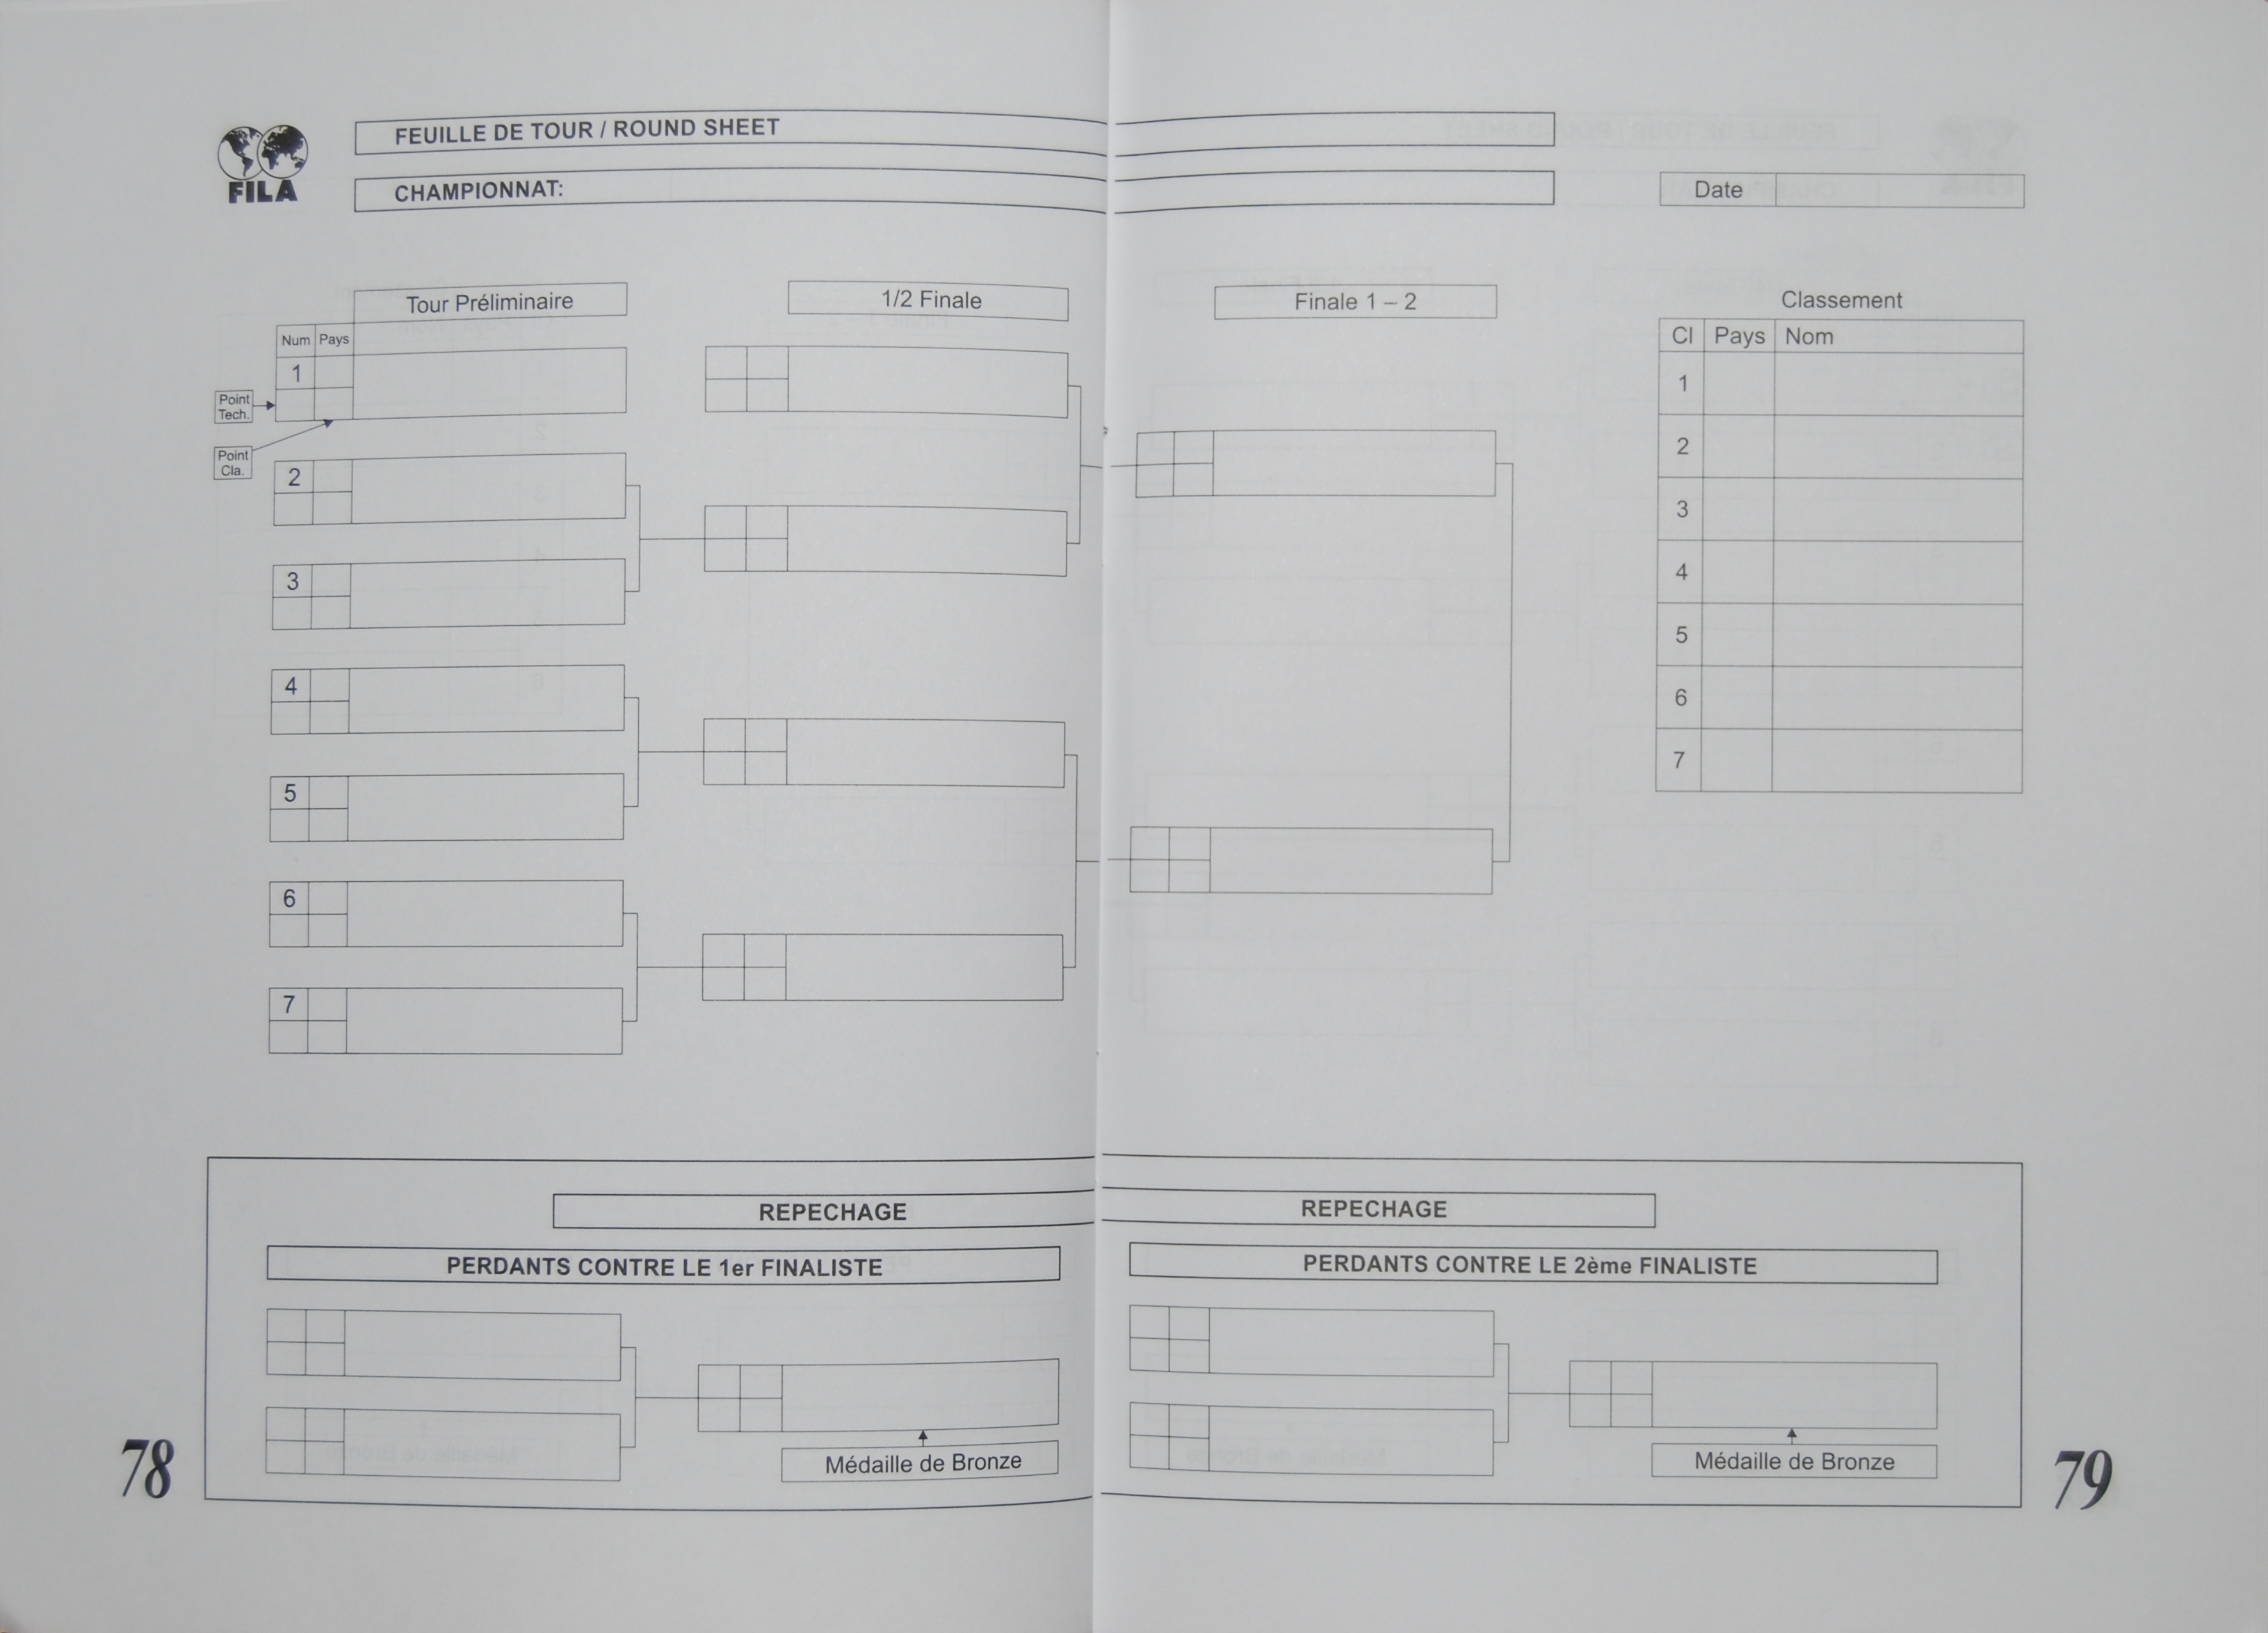 FILA
FEUILLE DE TOUR / ROUND SHEET
CHAMPIONNAT:
Date
Tour Préliminaire
1/2 Finale
Finale 1 – 2
Classement
Num Pays
1
Point
Tech.
Point
Cla.
2
3
4
5
6
7
Cl Pays Nom
1
2
3
4
5
6
7
REPECHAGE
PERDANTS CONTRE LE 1er FINALISTE
Médaille de Bronze
78
REPECHAGE
PERDANTS CONTRE LE 2ème FINALISTE
Médaille de Bronze
79